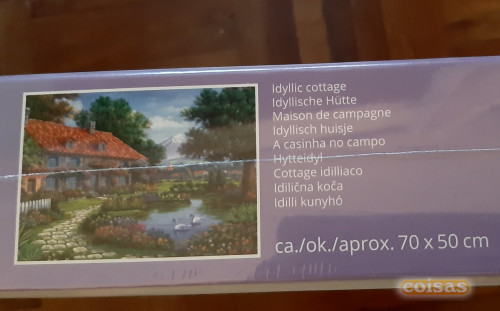 Idyllic cottage
Idyllische Hütte
Maison de campagne
Idyllisch huisje
A casinha no campo
Hytteidyl
Cottage idilliaco
Idilična koča
Idilli kunyhó
ca./ok./aprox. 70 x 50 cm
coisas